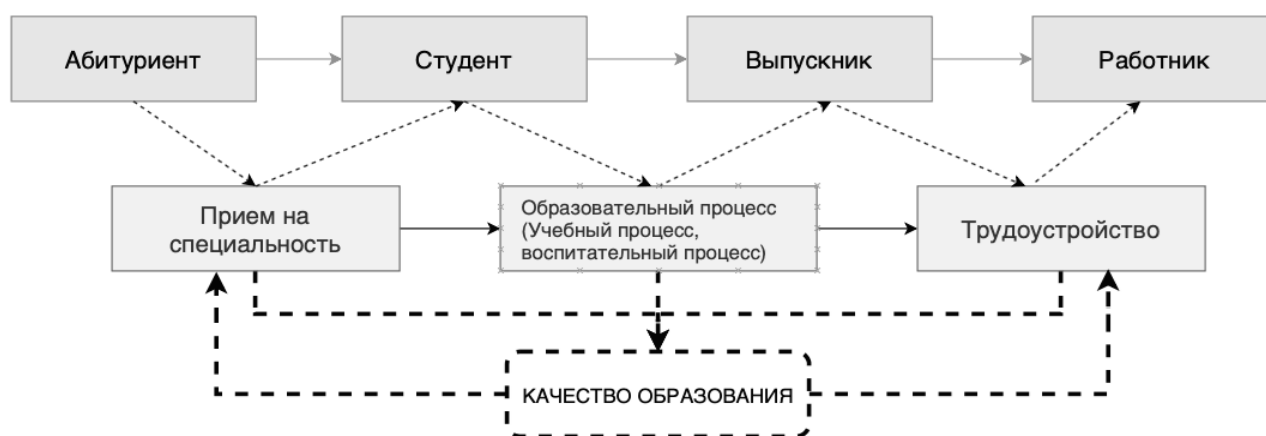 Абитуриент
Студент
Выпускник
Работник
Прием на
специальность
Образовательный процесс
(Учебный процесс,
воспитательный процесс)
Трудоустройство
КАЧЕСТВО ОБРАЗОВАНИЯ